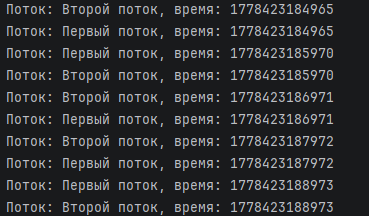 Поток: Второй поток, время: 1778423184965
Поток: Первый поток, время: 1778423184965
Поток: Первый поток, время: 1778423185970
Поток: Второй поток, время: 1778423185970
Поток: Второй поток, время: 1778423186971
Поток: Первый поток, время: 1778423186971
Поток: Второй поток, время: 1778423187972
Поток: Первый поток, время: 1778423187972
Поток: Первый поток, время: 1778423188973
Поток: Второй поток, время: 1778423188973